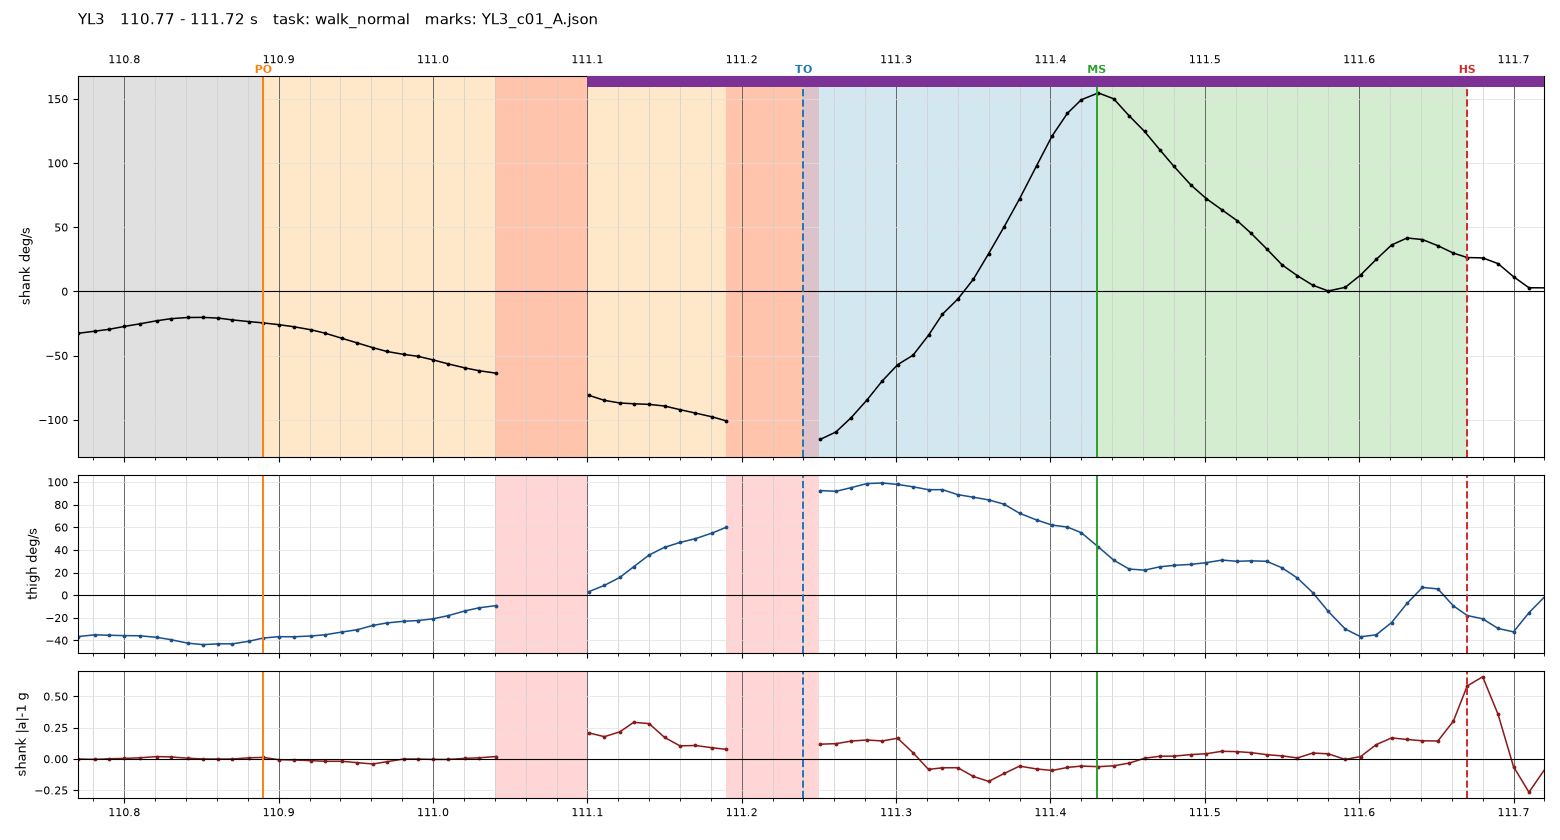 YL3   110.77 - 111.72 s   task: walk_normal   marks: YL3_c01_A.json
110.8 110.9 111.0 111.1 111.2 111.3 111.4 111.5 111.6 111.7
PO TO MS HS
shank deg/s
150
100
50
0
−50
−100
thigh deg/s
100
80
60
40
20
0
−20
−40
shank |a|-1 g
0.50
0.25
0.00
−0.25
110.8 110.9 111.0 111.1 111.2 111.3 111.4 111.5 111.6 111.7